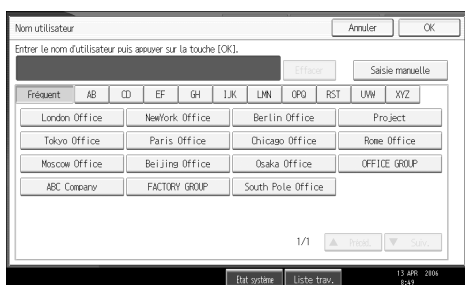 Nom utilisateur Annuler OK
Entrer le nom d'utilisateur puis appuyer sur la touche [OK].
Effacer Saisie manuelle
Fréquent AB CD EF GH IJK LMN OPQ RST UVW XYZ
London Office NewYork Office Berlin Office Project
Tokyo Office Paris Office Chicago Office Rome Office
Moscow Office Beijing Office Osaka Office OFFICE GROUP
ABC Company FACTORY GROUP South Pole Office
1/1 ▲ Précéd. ▼ Suiv.
Etat système Liste trav. 13 APR 2006
8:49